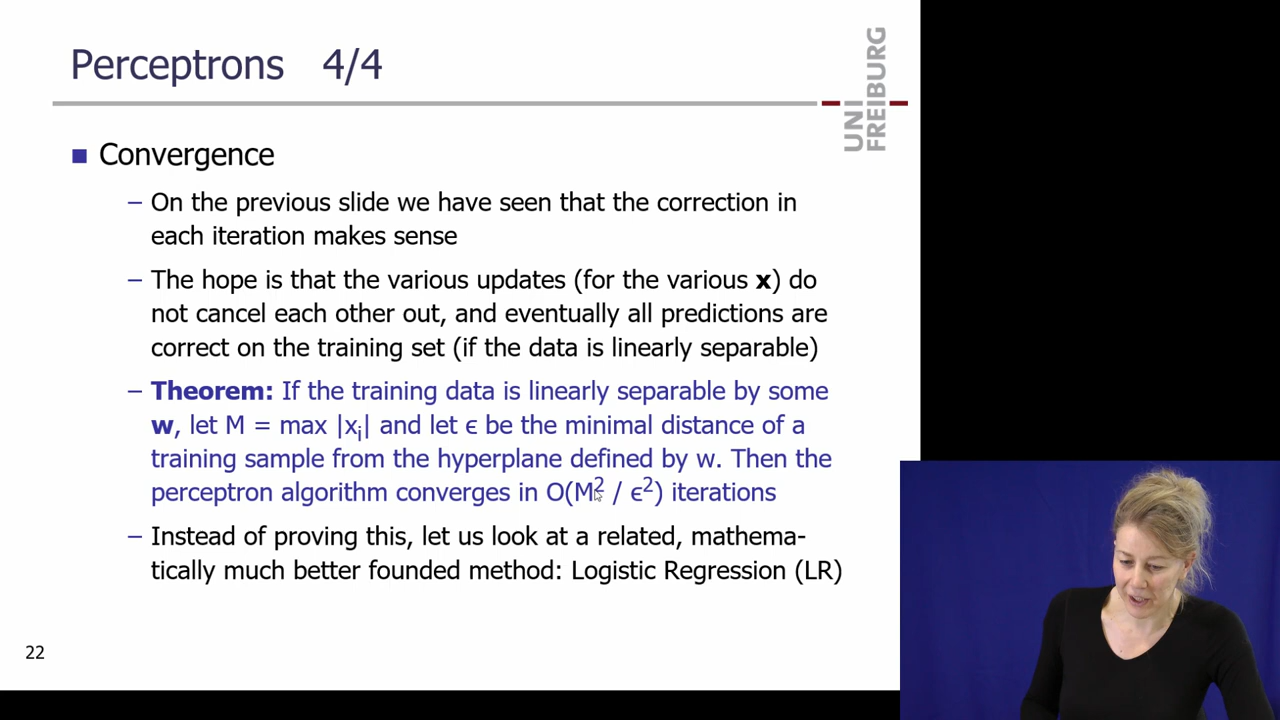 Perceptrons 4/4
UNI
FREIBURG
■ Convergence
– On the previous slide we have seen that the correction in
each iteration makes sense
– The hope is that the various updates (for the various x) do
not cancel each other out, and eventually all predictions are
correct on the training set (if the data is linearly separable)
– Theorem: If the training data is linearly separable by some
w, let M = max |xᵢ| and let ϵ be the minimal distance of a
training sample from the hyperplane defined by w. Then the
perceptron algorithm converges in O(M² / ϵ²) iterations
– Instead of proving this, let us look at a related, mathema-
tically much better founded method: Logistic Regression (LR)
22